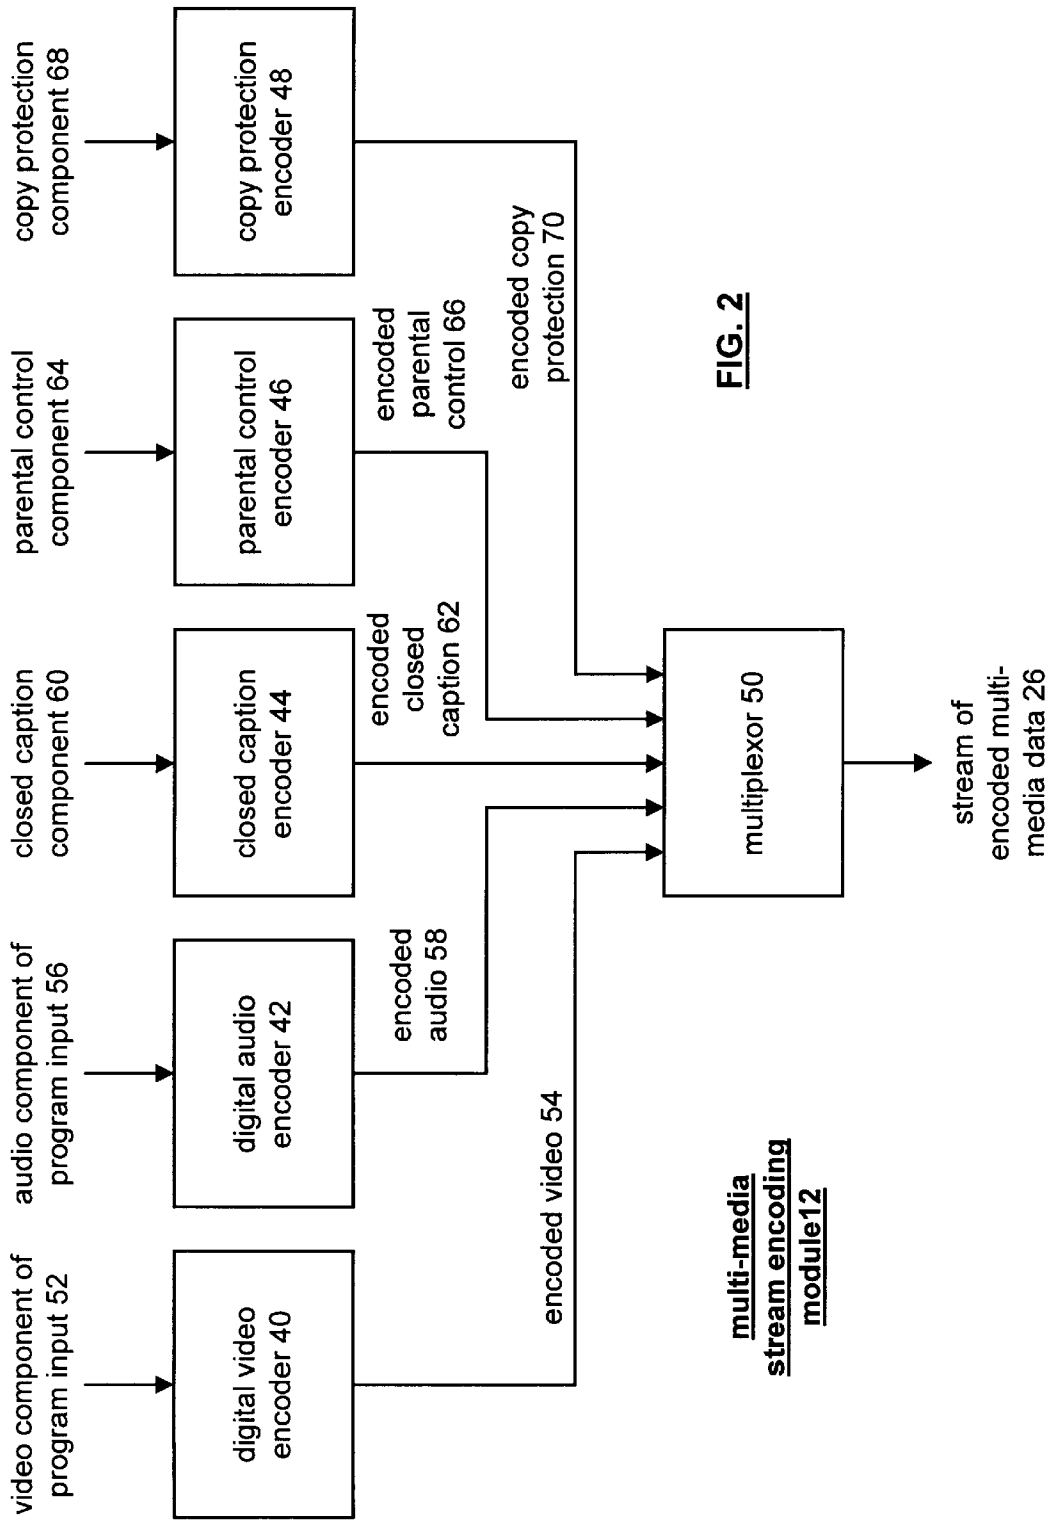 video component of
program input 52
audio component of
program input 56
closed caption
component 60
parental control
component 64
copy protection
component 68
digital video
encoder 40
digital audio
encoder 42
closed caption
encoder 44
parental control
encoder 46
copy protection
encoder 48
encoded video 54
encoded
audio 58
encoded
closed
caption 62
encoded
parental
control 66
encoded copy
protection 70
multiplexor 50
multi-media
stream encoding
module12
FIG. 2
stream of
encoded multi-
media data 26